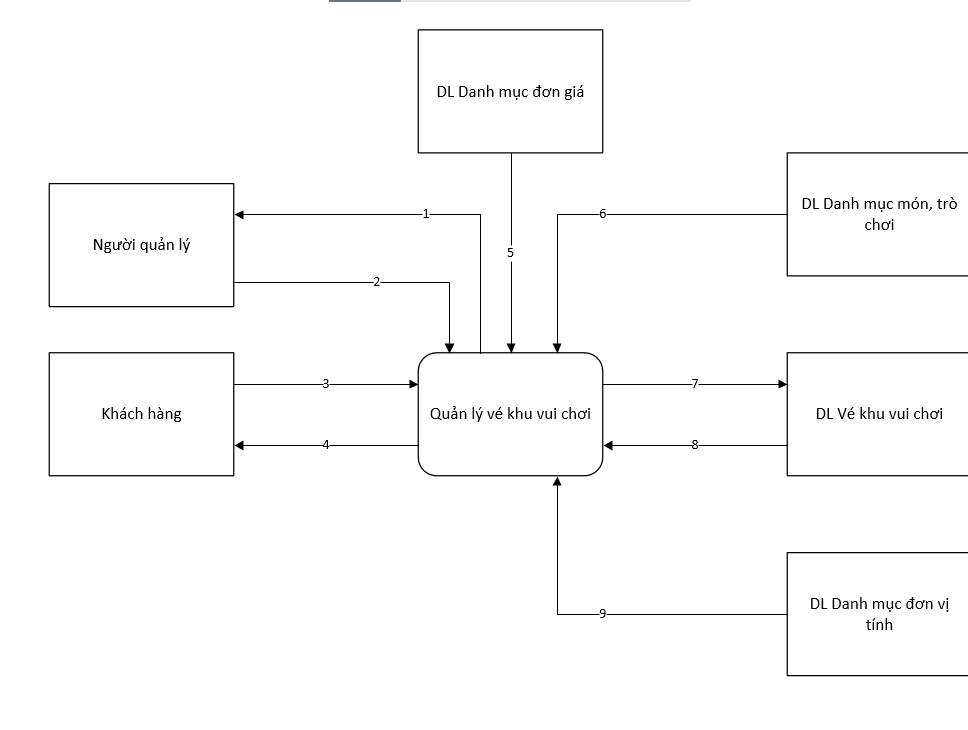 DL Danh mục đơn giá
DL Danh mục món, trò
chơi
1
6
Người quản lý
5
2
3
7
Khách hàng
Quản lý vé khu vui chơi
DL Vé khu vui chơi
4
8
DL Danh mục đơn vị
tính
9